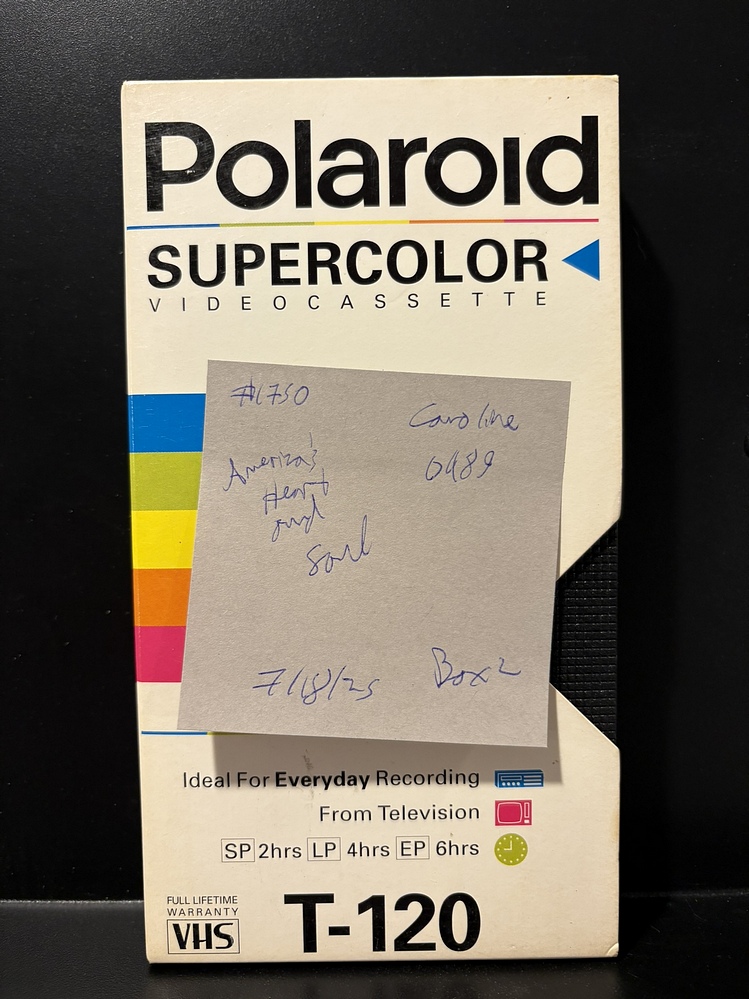 Polaroid
SUPERCOLOR
VIDEOCASSETTE
#1750
Caroline
0489
America's
Heart
and
Soul
7/18/25
Box 2
Ideal For Everyday Recording
From Television
SP 2hrs LP 4hrs EP 6hrs
FULL LIFETIME
WARRANTY
VHS
T-120